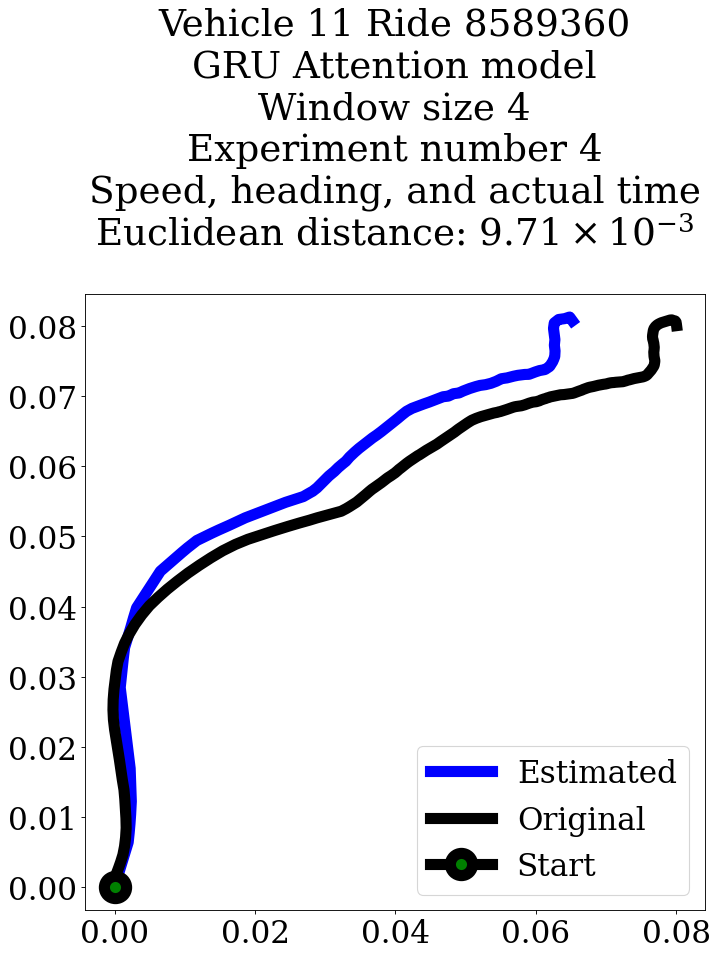 Vehicle 11 Ride 8589360
GRU Attention model
Window size 4
Experiment number 4
Speed, heading, and actual time
Euclidean distance: 9.71 × 10⁻³
0.08
0.07
0.06
0.05
0.04
0.03
0.02
0.01
0.00
Estimated
Original
Start
0.00 0.02 0.04 0.06 0.08